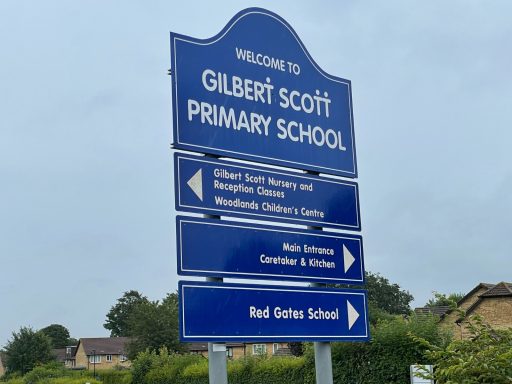 WELCOME TO
GILBERT SCOTT
PRIMARY SCHOOL
Gilbert Scott Nursery and
Reception Classes
Woodlands Children's Centre
Main Entrance
Caretaker & Kitchen
Red Gates School